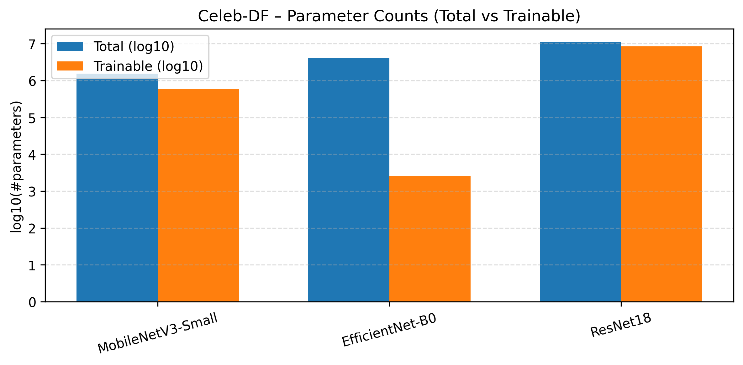 Celeb-DF – Parameter Counts (Total vs Trainable)
Total (log10)
Trainable (log10)
log10(#parameters)
7
6
5
4
3
2
1
0
MobileNetV3-Small
EfficientNet-B0
ResNet18